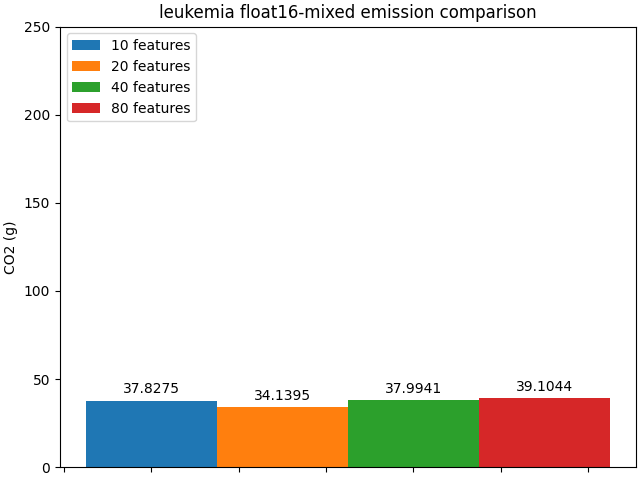 leukemia float16-mixed emission comparison
250
200
150
100
50
0
CO2 (g)
10 features
20 features
40 features
80 features
37.8275
34.1395
37.9941
39.1044